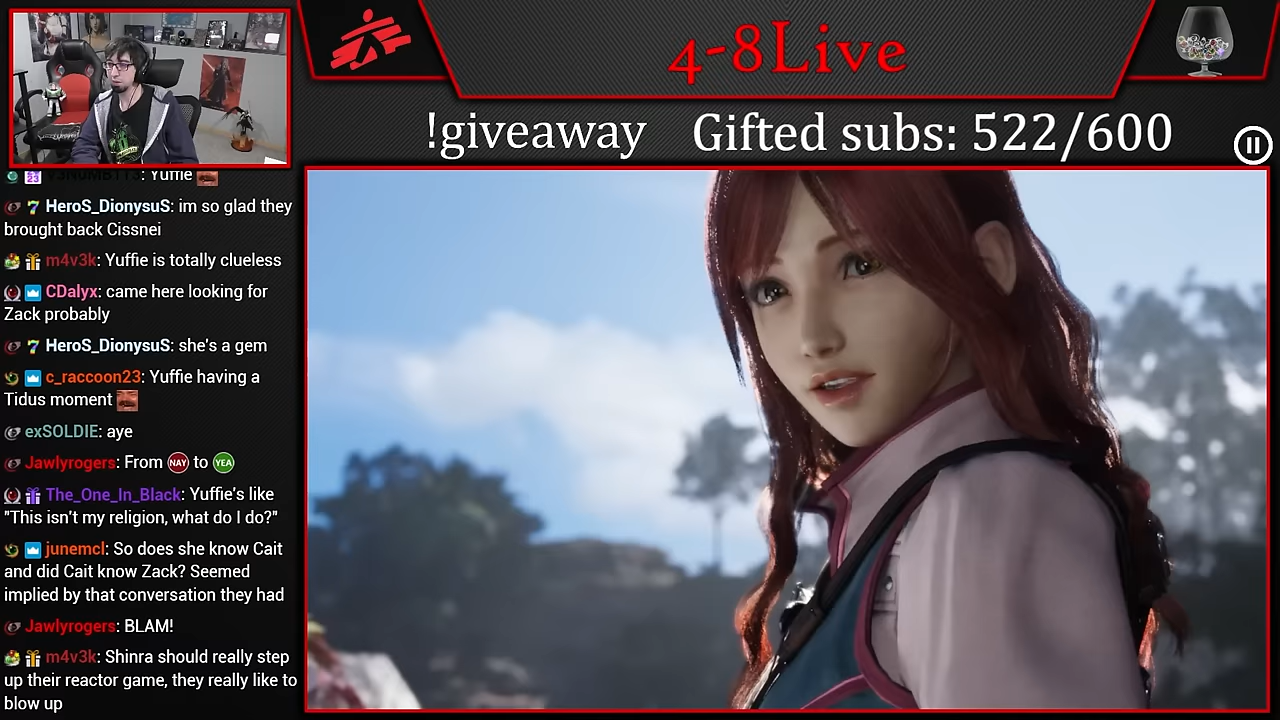 4-8Live
!giveaway
Gifted subs: 522/600
23 : Yuffie
7 HeroS_DionysuS: im so glad they
brought back Cissnei
m4v3k: Yuffie is totally clueless
CDalyx: came here looking for
Zack probably
7 HeroS_DionysuS: she's a gem
c_raccoon23: Yuffie having a
Tidus moment
exSOLDIE: aye
Jawlyrogers: From NAY to YEA
The_One_In_Black: Yuffie's like
"This isn't my religion, what do I do?"
junemcl: So does she know Cait
and did Cait know Zack? Seemed
implied by that conversation they had
Jawlyrogers: BLAM!
m4v3k: Shinra should really step
up their reactor game, they really like to
blow up